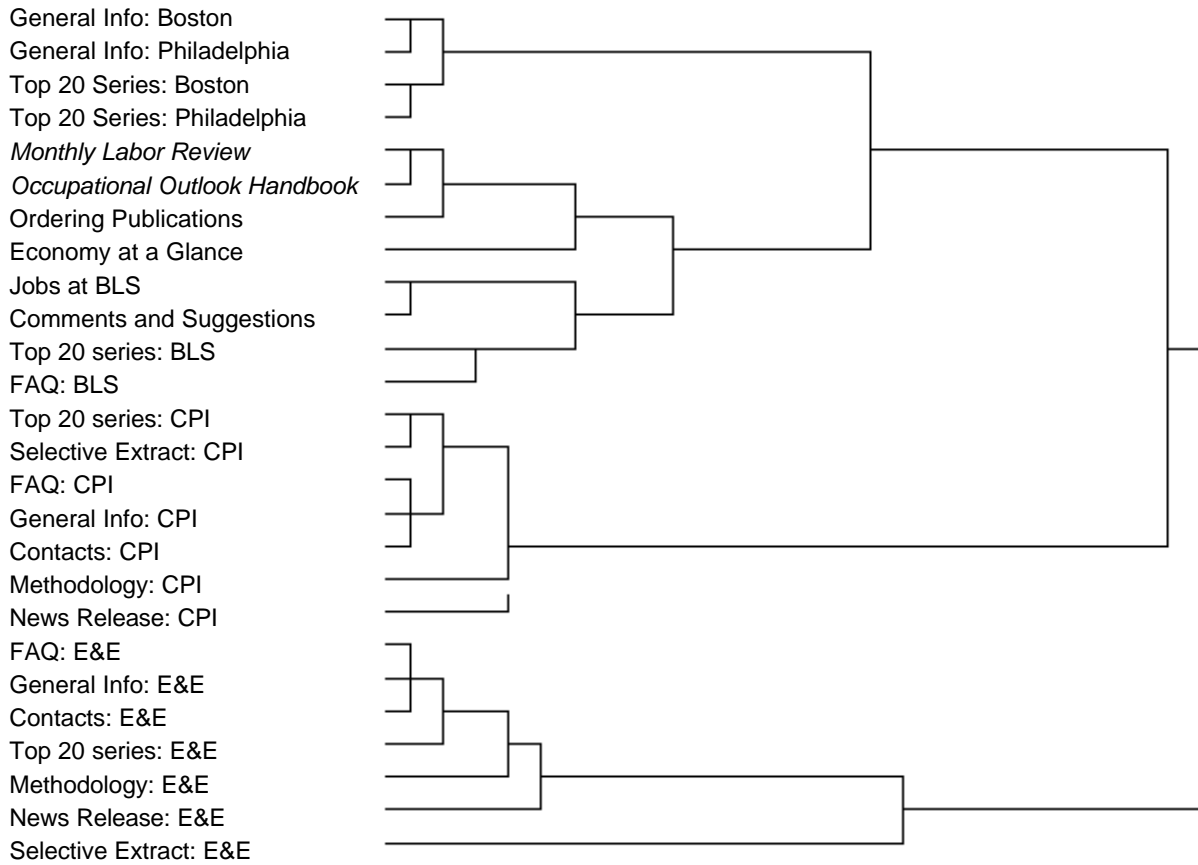 General Info: Boston
General Info: Philadelphia
Top 20 Series: Boston
Top 20 Series: Philadelphia
Monthly Labor Review
Occupational Outlook Handbook
Ordering Publications
Economy at a Glance
Jobs at BLS
Comments and Suggestions
Top 20 series: BLS
FAQ: BLS
Top 20 series: CPI
Selective Extract: CPI
FAQ: CPI
General Info: CPI
Contacts: CPI
Methodology: CPI
News Release: CPI
FAQ: E&E
General Info: E&E
Contacts: E&E
Top 20 series: E&E
Methodology: E&E
News Release: E&E
Selective Extract: E&E